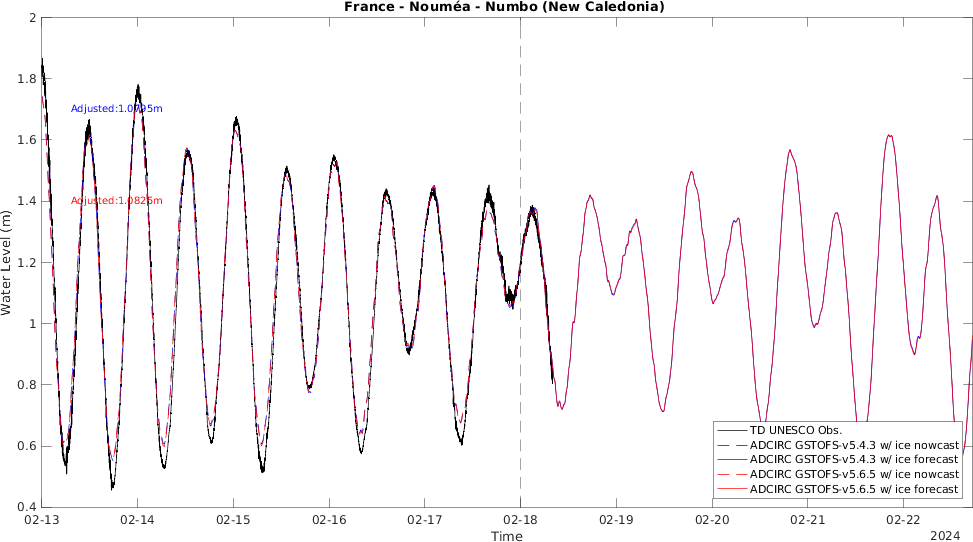 France - Nouméa - Numbo (New Caledonia)
2
1.8
1.6
1.4
1.2
1
0.8
0.6
0.4
Water Level (m)
Adjusted:1.0795m
Adjusted:1.0826m
TD UNESCO Obs.
ADCIRC GSTOFS-v5.4.3 w/ ice nowcast
ADCIRC GSTOFS-v5.4.3 w/ ice forecast
ADCIRC GSTOFS-v5.6.5 w/ ice nowcast
ADCIRC GSTOFS-v5.6.5 w/ ice forecast
02-13 02-14 02-15 02-16 02-17 02-18 02-19 02-20 02-21 02-22
Time
2024